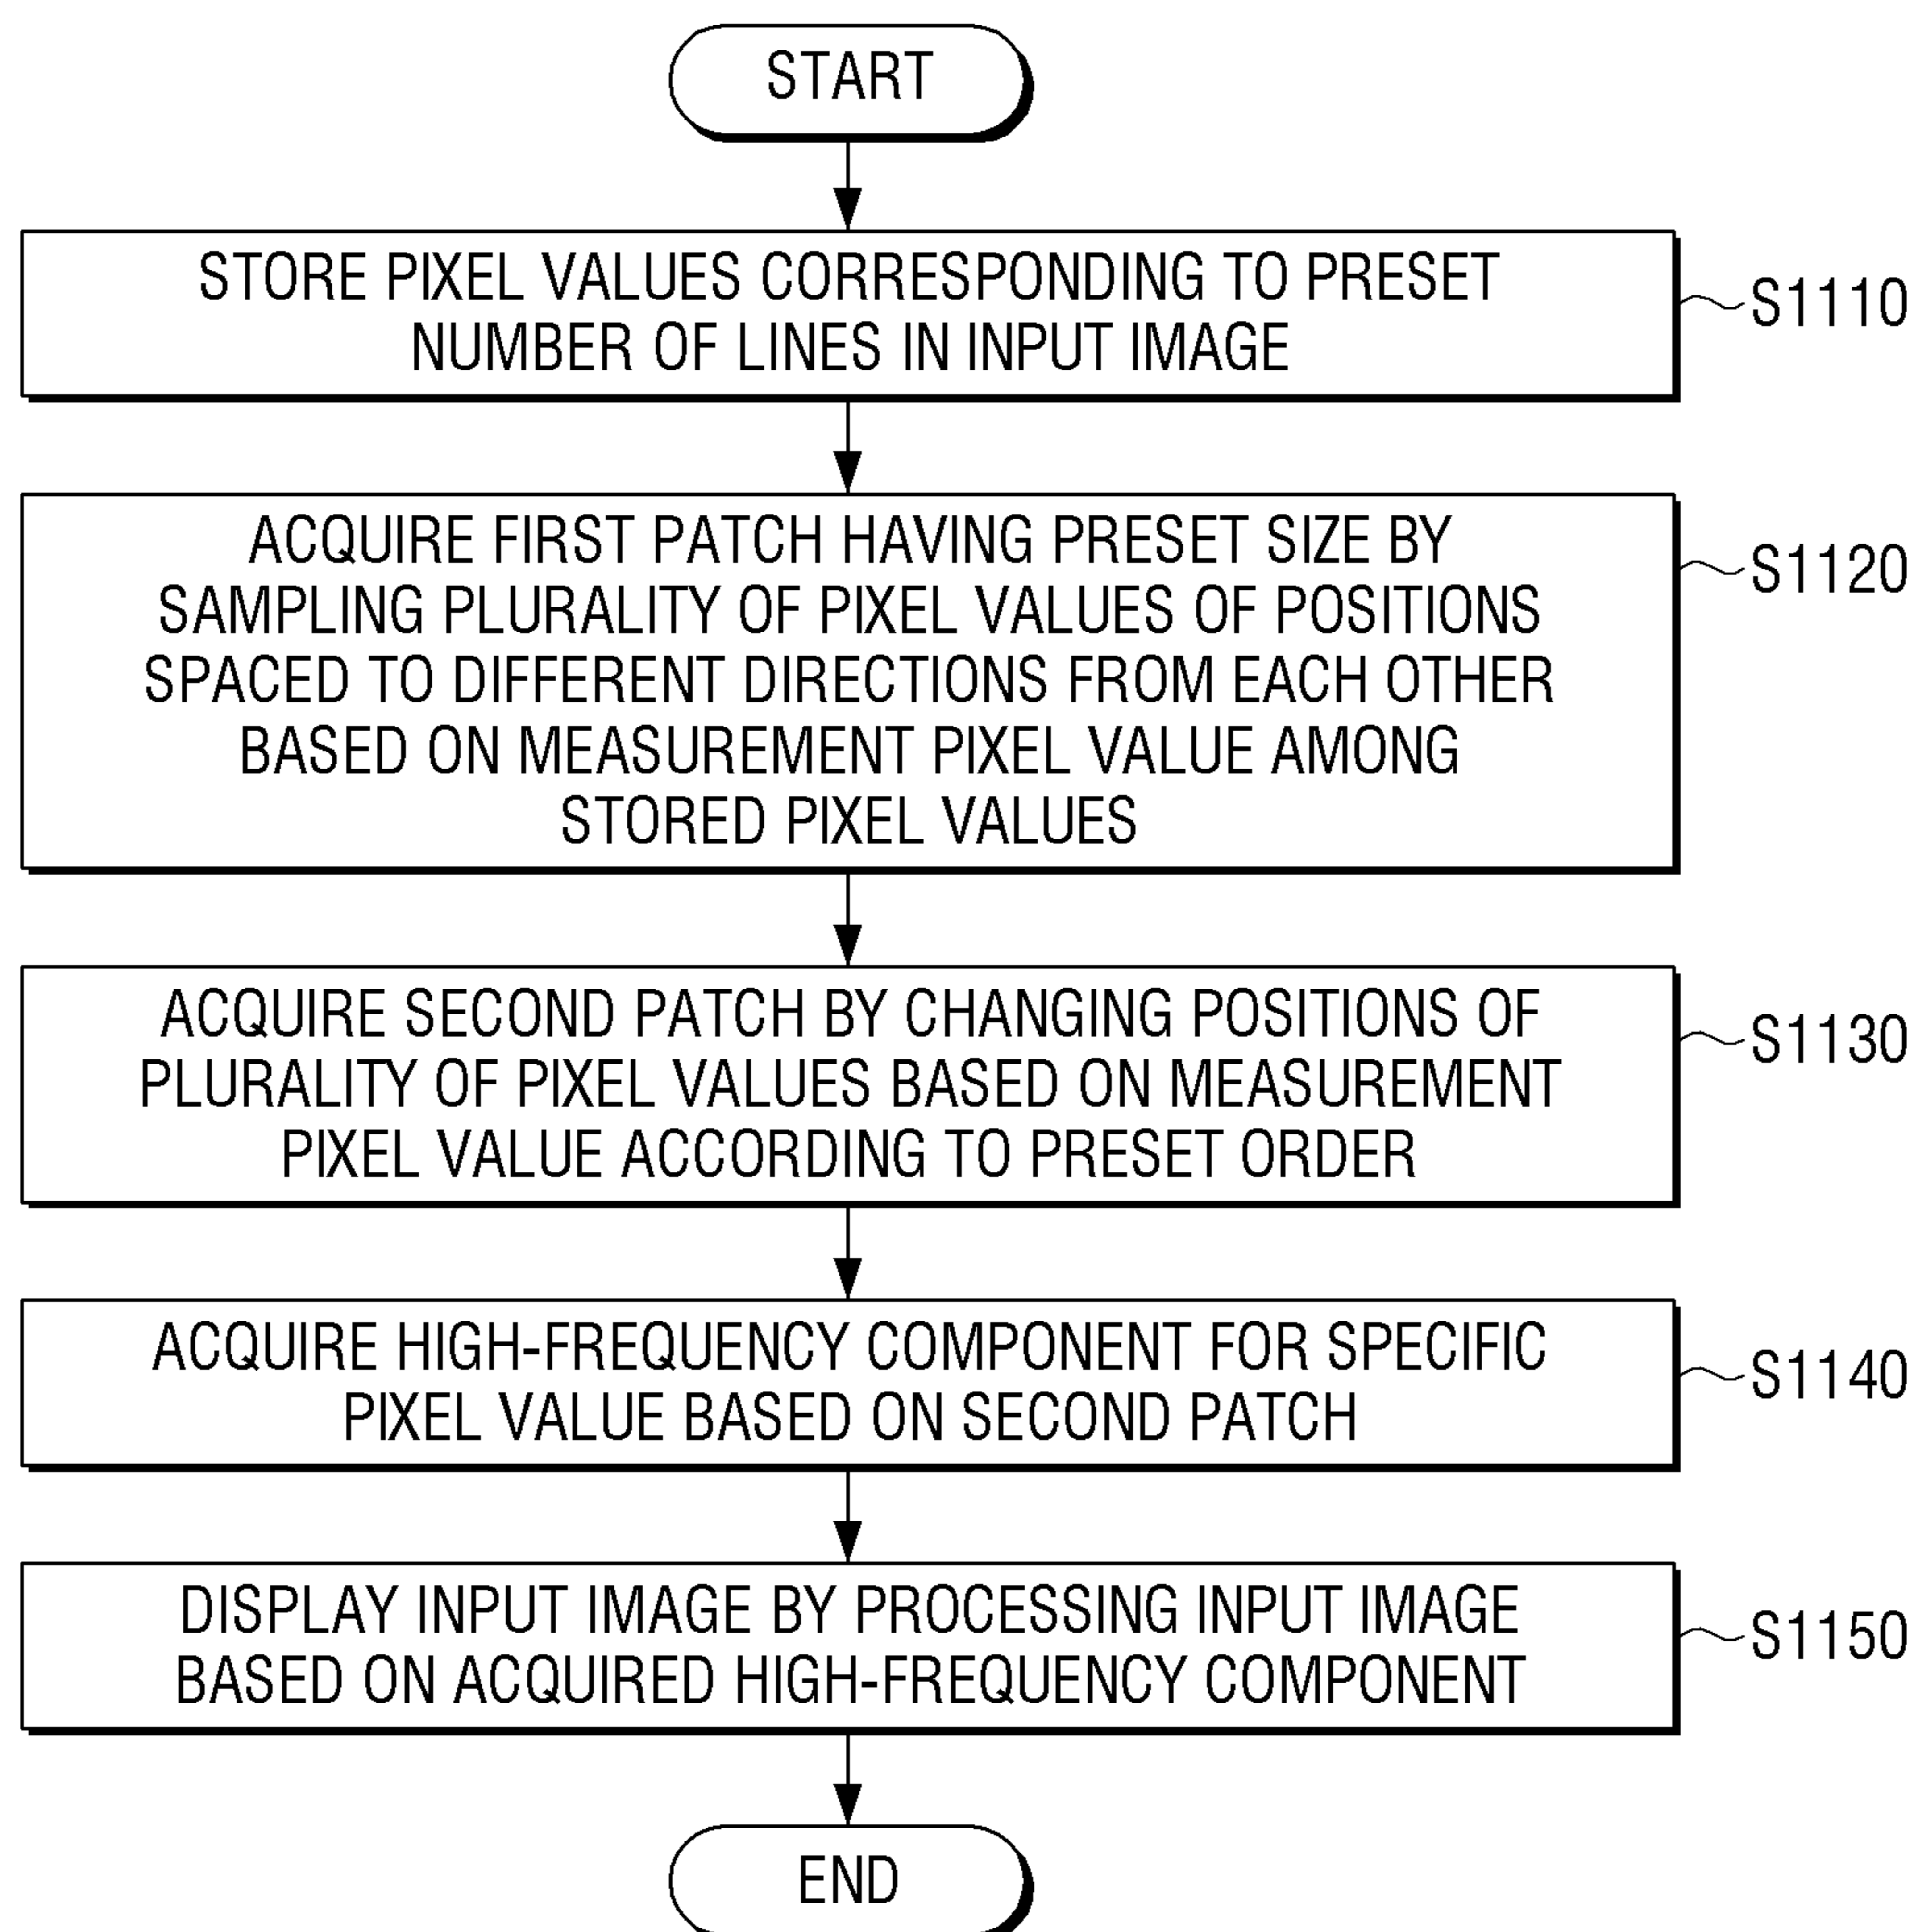 START
STORE PIXEL VALUES CORRESPONDING TO PRESET
NUMBER OF LINES IN INPUT IMAGE
S1110
ACQUIRE FIRST PATCH HAVING PRESET SIZE BY
SAMPLING PLURALITY OF PIXEL VALUES OF POSITIONS
SPACED TO DIFFERENT DIRECTIONS FROM EACH OTHER
BASED ON MEASUREMENT PIXEL VALUE AMONG
STORED PIXEL VALUES
S1120
ACQUIRE SECOND PATCH BY CHANGING POSITIONS OF
PLURALITY OF PIXEL VALUES BASED ON MEASUREMENT
PIXEL VALUE ACCORDING TO PRESET ORDER
S1130
ACQUIRE HIGH-FREQUENCY COMPONENT FOR SPECIFIC
PIXEL VALUE BASED ON SECOND PATCH
S1140
DISPLAY INPUT IMAGE BY PROCESSING INPUT IMAGE
BASED ON ACQUIRED HIGH-FREQUENCY COMPONENT
S1150
END